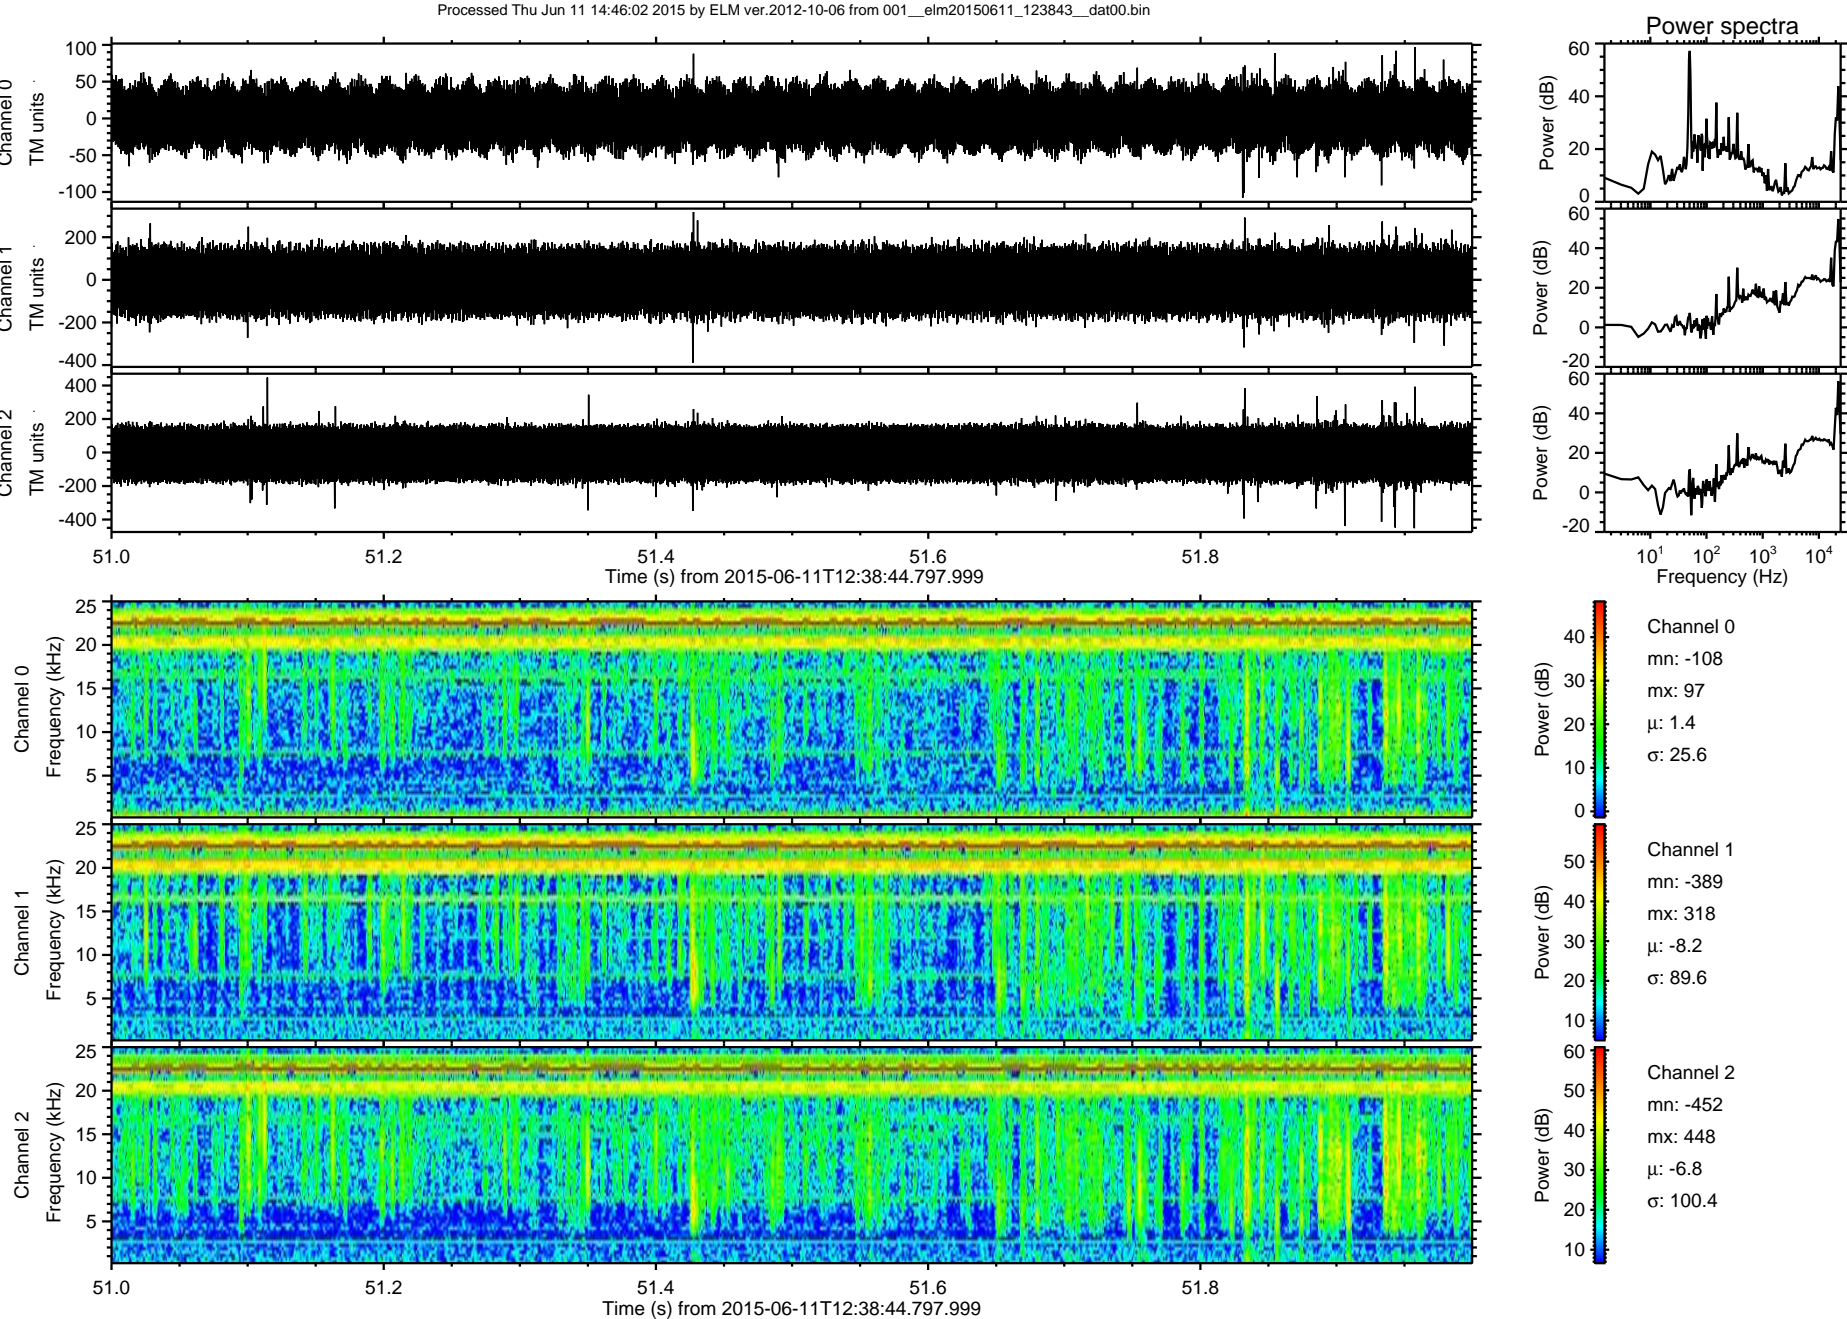 Processed Thu Jun 11 14:46:02 2015 by ELM ver.2012-10-06 from 001__elm20150611_123843__dat00.bin
Power spectra
Channel 0
TM units
100
50
0
-50
-100
Power (dB)
60
40
20
0
Channel 1
TM units
200
0
-200
-400
Power (dB)
60
40
20
0
-20
Channel 2
TM units
400
200
0
-200
-400
Power (dB)
60
40
20
0
-20
51.0 51.2 51.4 51.6 51.8
Time (s) from 2015-06-11T12:38:44.797.999
10¹ 10² 10³ 10⁴
Frequency (Hz)
Channel 0
Frequency (kHz)
25
20
15
10
5
Power (dB)
40
30
20
10
0
Channel 0
mn: -108
mx: 97
μ: 1.4
σ: 25.6
Channel 1
Frequency (kHz)
25
20
15
10
5
Power (dB)
50
40
30
20
10
Channel 1
mn: -389
mx: 318
μ: -8.2
σ: 89.6
Channel 2
Frequency (kHz)
25
20
15
10
5
Power (dB)
60
50
40
30
20
10
Channel 2
mn: -452
mx: 448
μ: -6.8
σ: 100.4
51.0 51.2 51.4 51.6 51.8
Time (s) from 2015-06-11T12:38:44.797.999